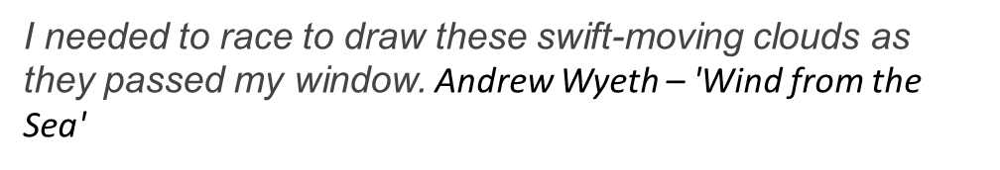 I needed to race to draw these swift-moving clouds as
they passed my window. Andrew Wyeth – 'Wind from the
Sea'